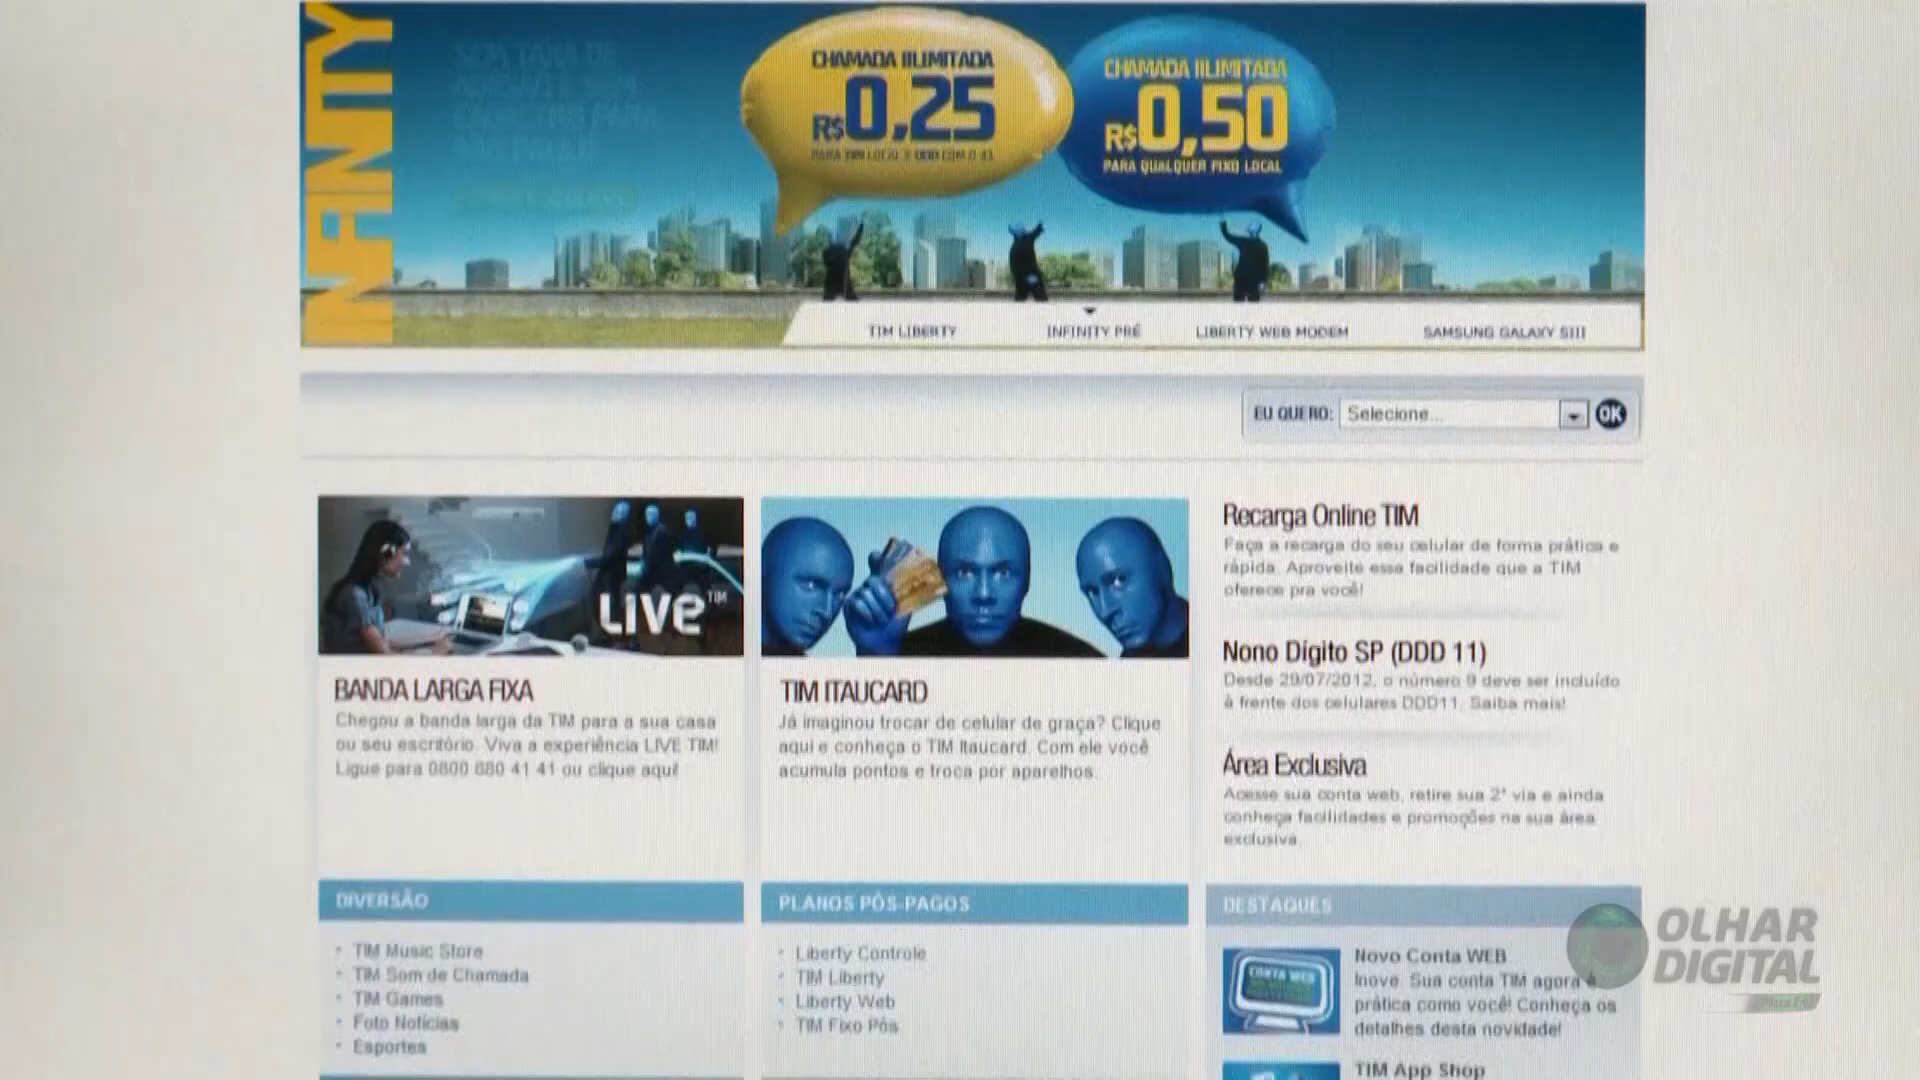 INFINITY
CHAMADA ILIMITADA
R$0,25
PARA TIM LOCAL E DDD COM O 41
CHAMADA ILIMITADA
R$0,50
PARA QUALQUER FIXO LOCAL
TIM LIBERTY
INFINITY PRÉ
LIBERTY WEB MODEM
SAMSUNG GALAXY SIII
EU QUERO: Selecione... OK
LIVE TIM
BANDA LARGA FIXA
Chegou a banda larga da TIM para a sua casa
ou seu escritório. Viva a experiência LIVE TIM!
Ligue para 0800 880 41 41 ou clique aqui!
TIM ITAUCARD
Já imaginou trocar de celular de graça? Clique
aqui e conheça o TIM Itaucard. Com ele você
acumula pontos e troca por aparelhos.
Recarga Online TIM
Faça a recarga do seu celular de forma prática e
rápida. Aproveite essa facilidade que a TIM
oferece pra você!
Nono Dígito SP (DDD 11)
Desde 29/07/2012, o número 9 deve ser incluído
à frente dos celulares DDD11. Saiba mais!
Área Exclusiva
Acesse sua conta web, retire sua 2ª via e ainda
conheça facilidades e promoções na sua área
exclusiva.
DIVERSÃO
TIM Music Store
TIM Som de Chamada
TIM Games
Foto Notícias
Esportes
PLANOS PÓS-PAGOS
Liberty Controle
TIM Liberty
Liberty Web
TIM Fixo Pós
DESTAQUES
CONTA WEB
Novo Conta WEB
Inove. Sua conta TIM agora é
prática como você! Conheça os
detalhes desta novidade!
TIM App Shop
OLHAR
DIGITAL